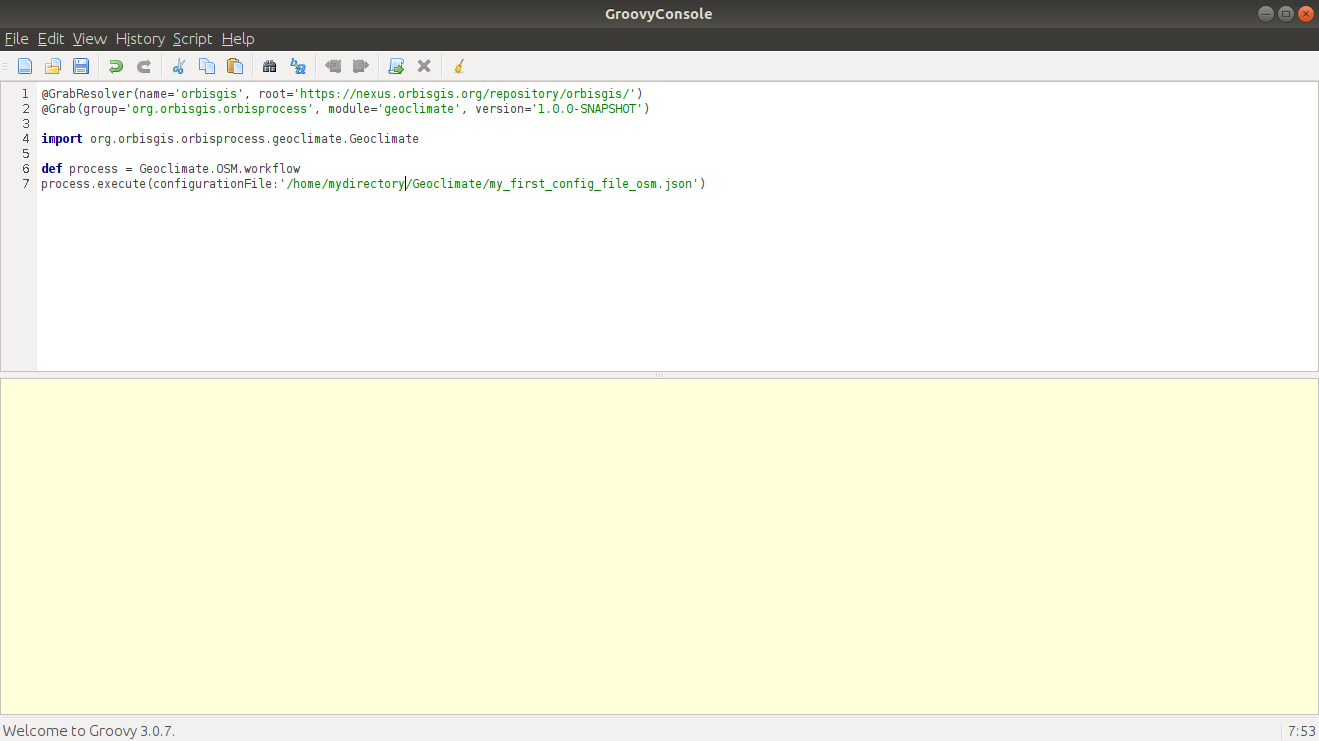 GroovyConsole
File Edit View History Script Help
1 @GrabResolver(name='orbisgis', root='https://nexus.orbisgis.org/repository/orbisgis/')
2 @Grab(group='org.orbisgis.orbisprocess', module='geoclimate', version='1.0.0-SNAPSHOT')
3
4 import org.orbisgis.orbisprocess.geoclimate.Geoclimate
5
6 def process = Geoclimate.OSM.workflow
7 process.execute(configurationFile:'/home/mydirectory/Geoclimate/my_first_config_file_osm.json')
Welcome to Groovy 3.0.7. 7:53